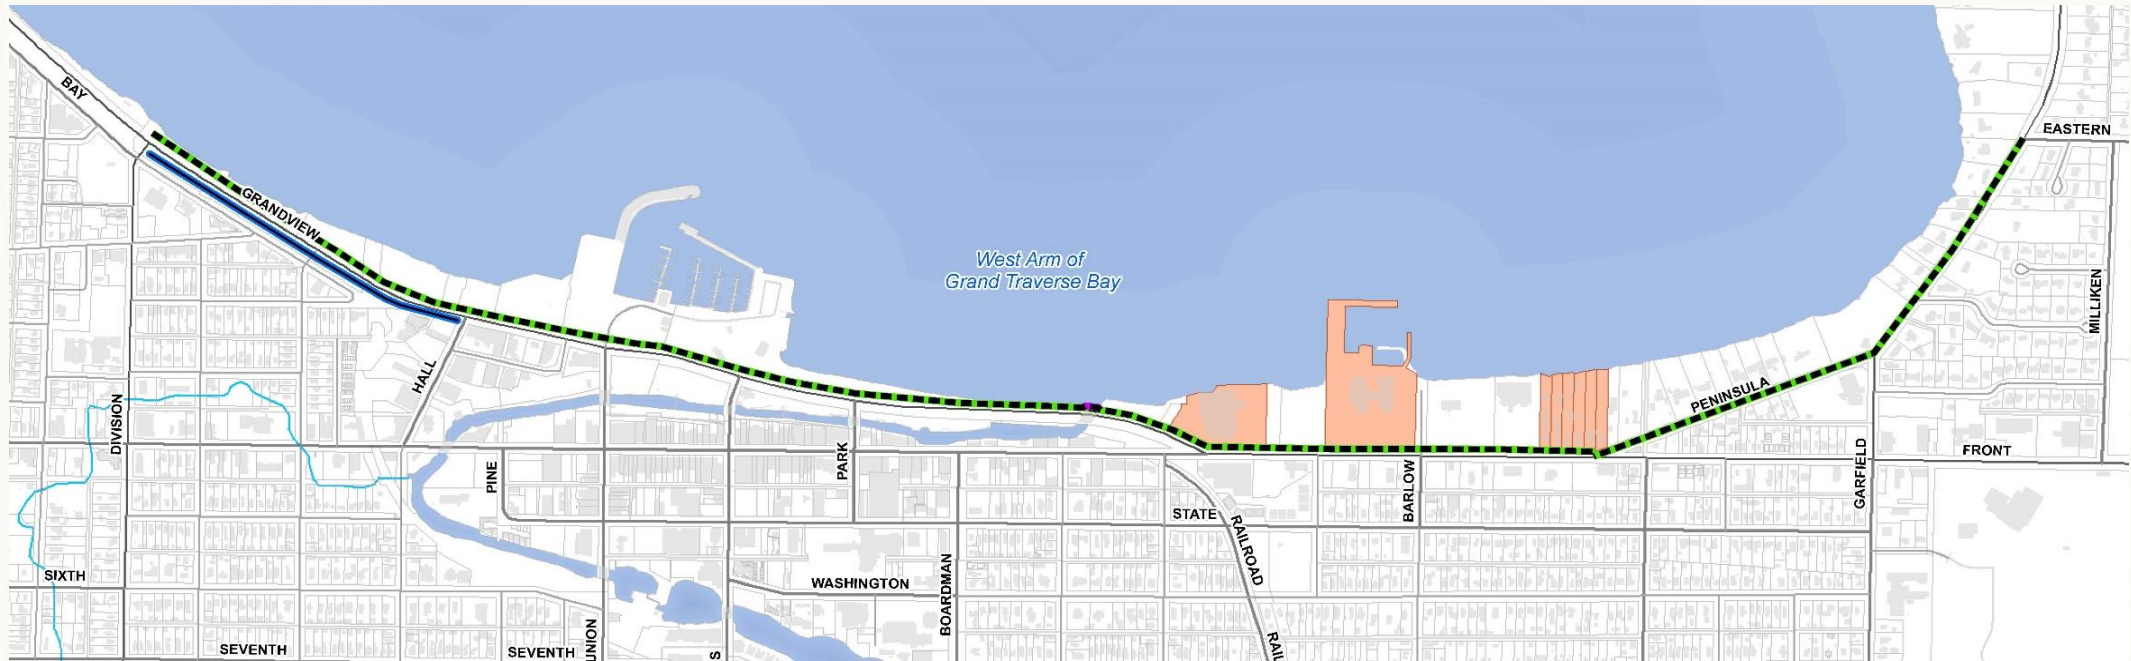 BAY
EASTERN
GRANDVIEW
West Arm of
Grand Traverse Bay
MILLIKEN
HALL
PENINSULA
DIVISION
PARK
FRONT
PINE
BARLOW
GARFIELD
STATE
RAILROAD
SIXTH
WASHINGTON
BOARDMAN
UNION
SEVENTH
SEVENTH
S
RAIL